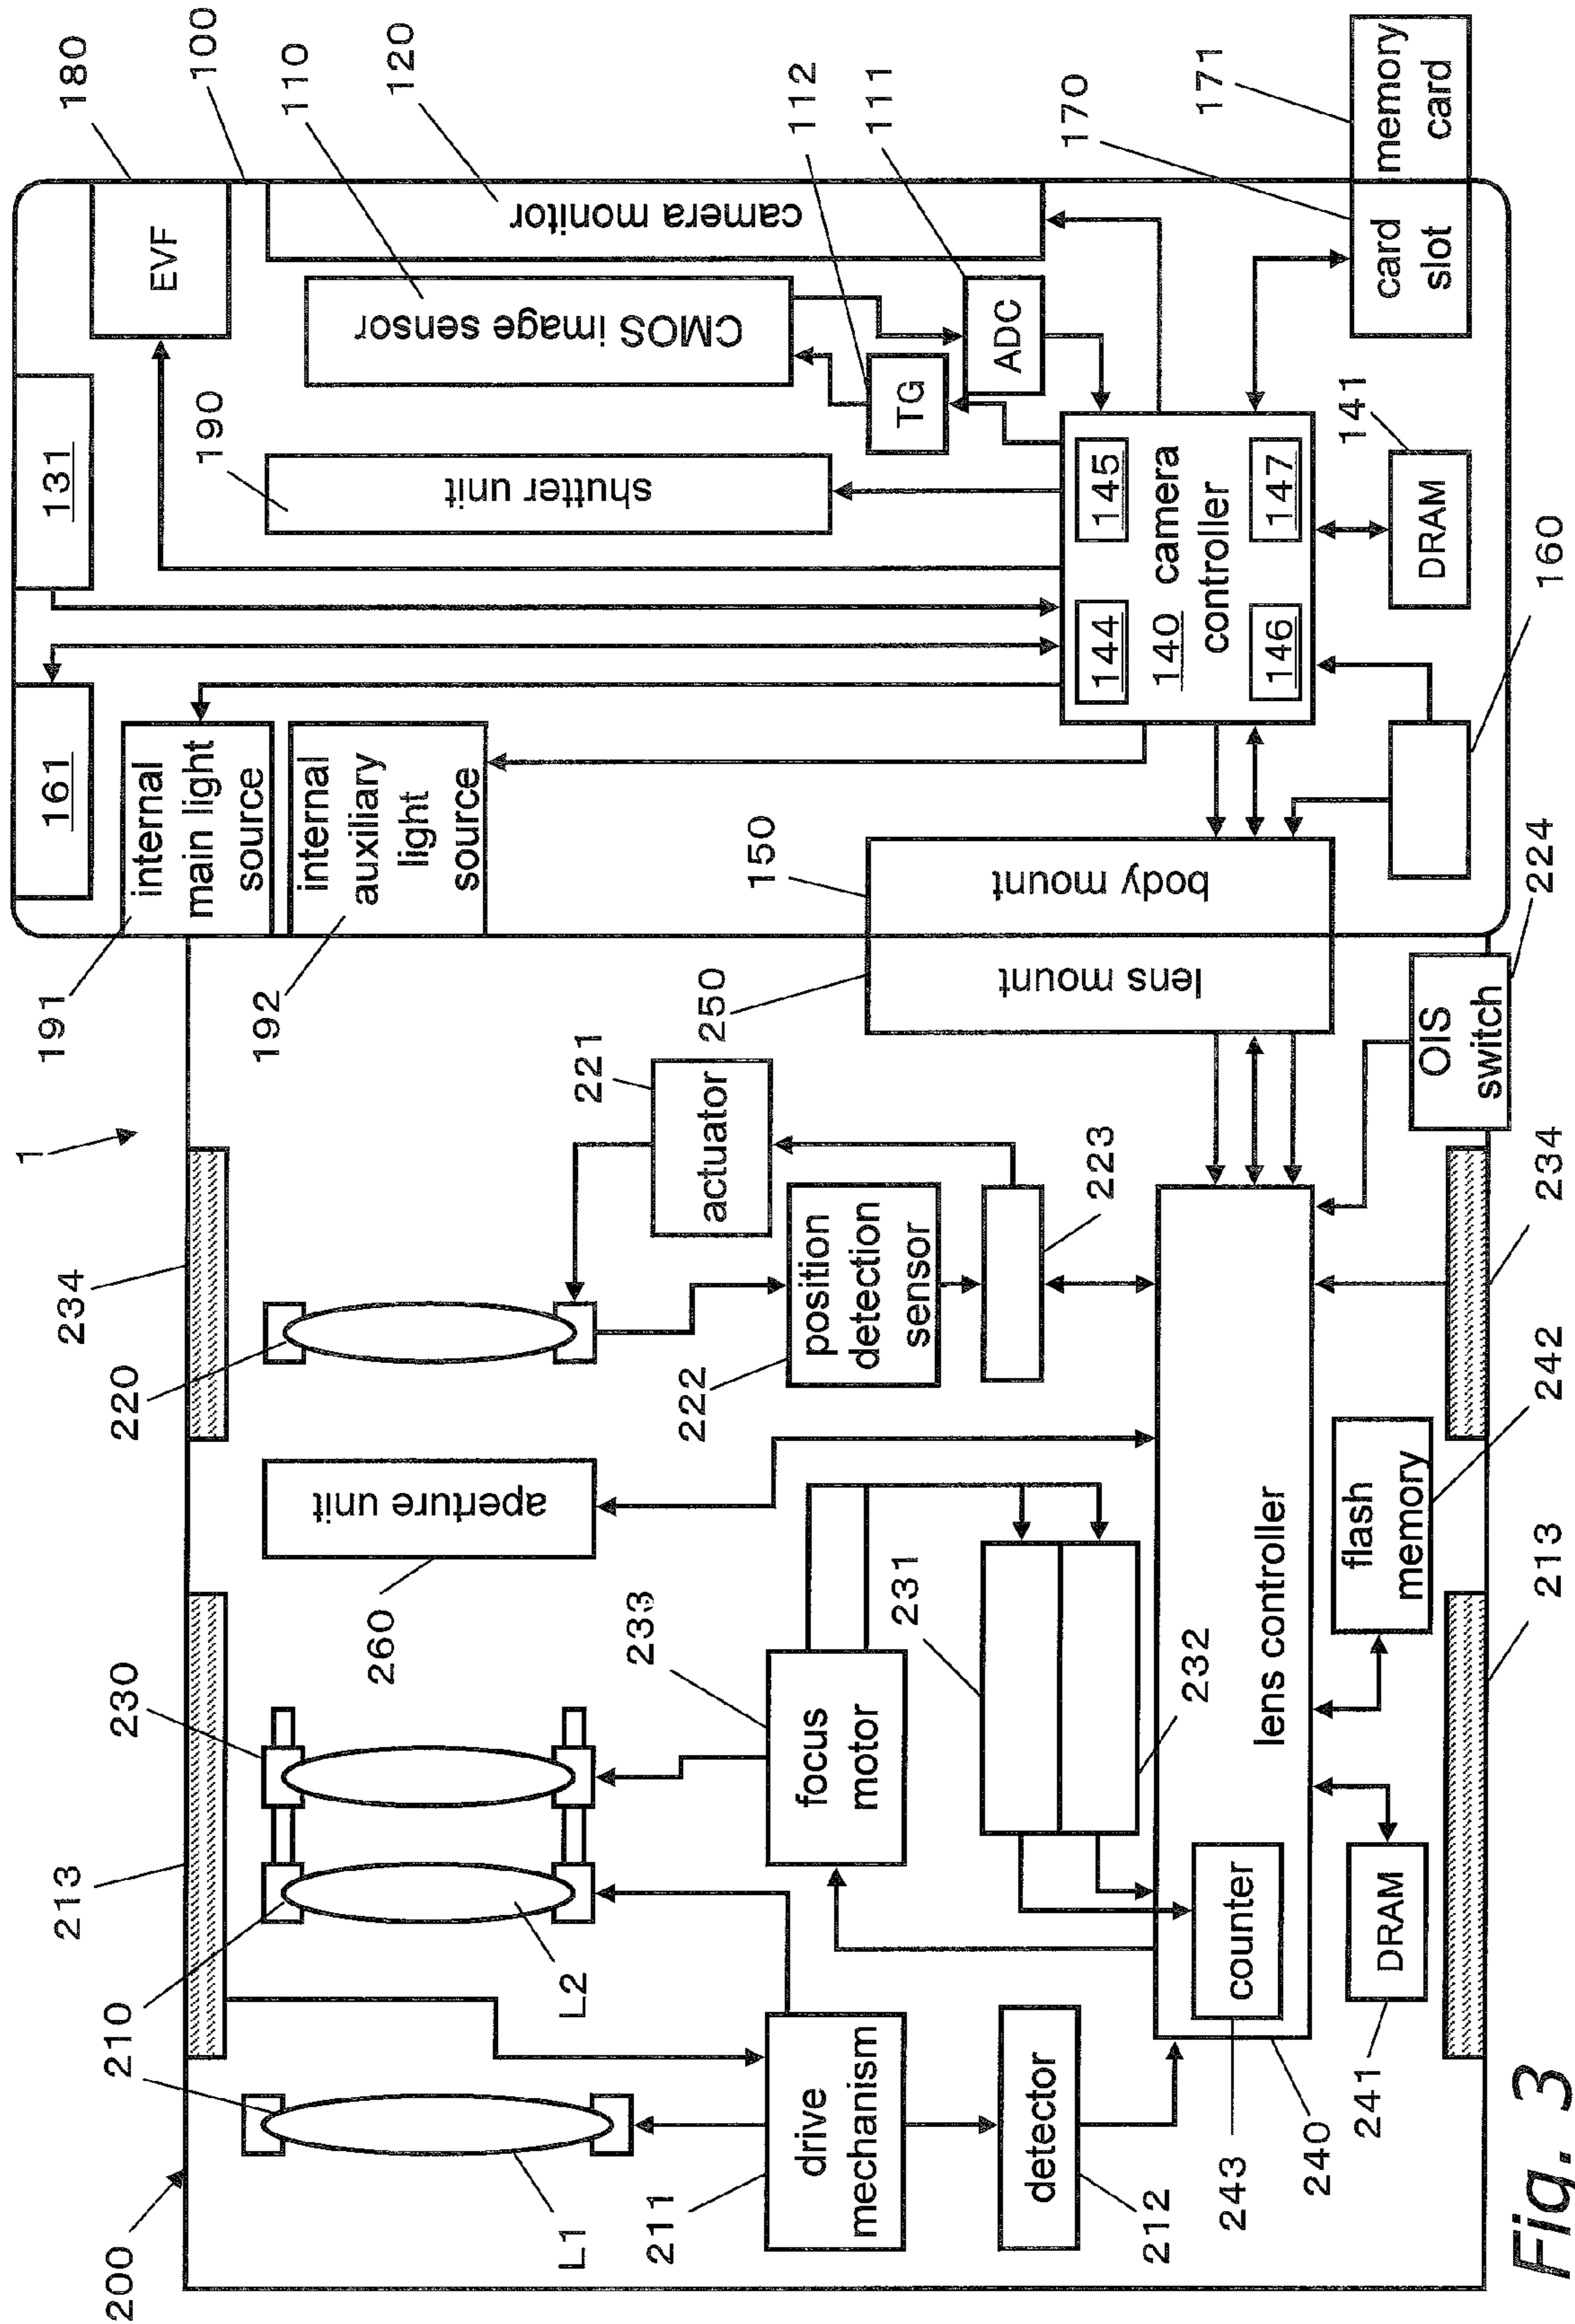 200
213
210
230
234
1
220
260
L1
L2
211
drive
mechanism
212
detector
233
focus
motor
231
232
aperture unit
222
position
detection
sensor
221
actuator
223
250
lens mount
150
body mount
lens controller
counter
243
240
241
DRAM
flash
memory
242
213
234
OIS
switch
224
191
internal
main light
source
192
internal
auxiliary
light
source
161
131
190
shutter unit
EVF
180
100
110
CMOS image sensor
120
camera monitor
112
TG
111
ADC
144
145
140 camera
controller
146
147
141
DRAM
160
170
card
slot
171
memory
card
Fig. 3